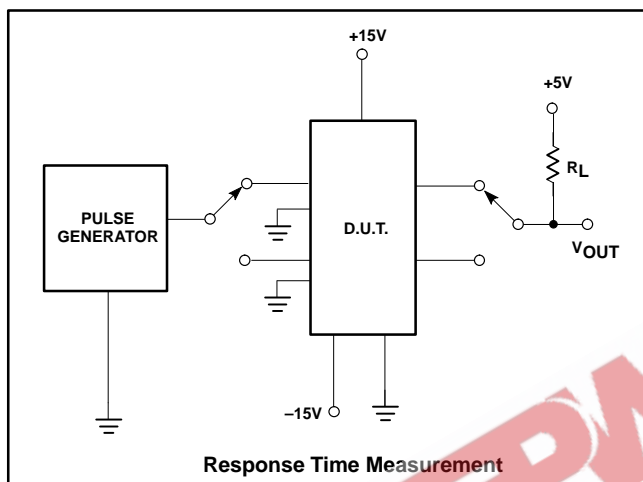 +15V
+5V
RL
PULSE
GENERATOR
D.U.T.
VOUT
–15V
Response Time Measurement